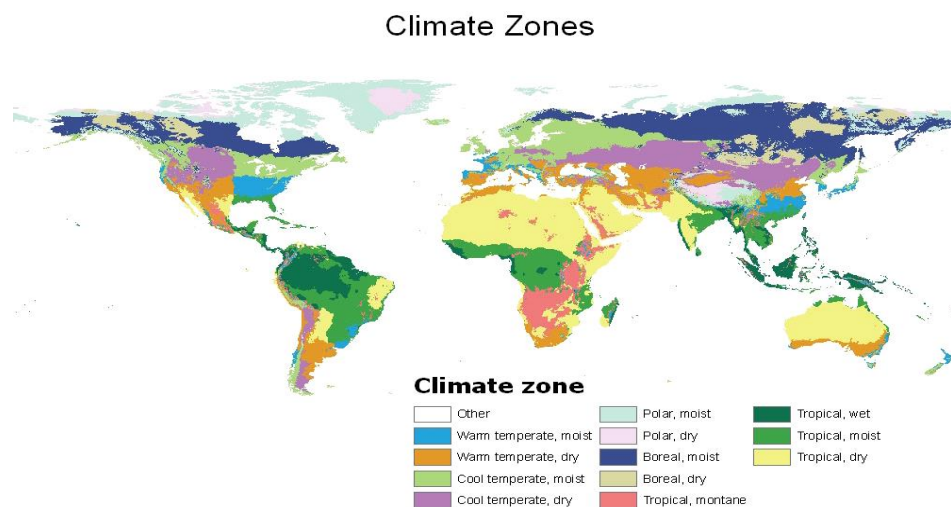 Climate Zones
Climate zone
Other
Warm temperate, moist
Warm temperate, dry
Cool temperate, moist
Cool temperate, dry
Polar, moist
Polar, dry
Boreal, moist
Boreal, dry
Tropical, montane
Tropical, wet
Tropical, moist
Tropical, dry